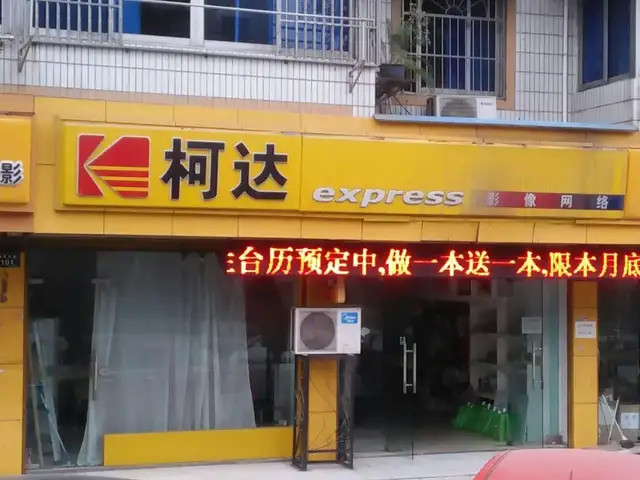 影
柯达
express 影像网络
台历预定中,做一本送一本,限本月底
101